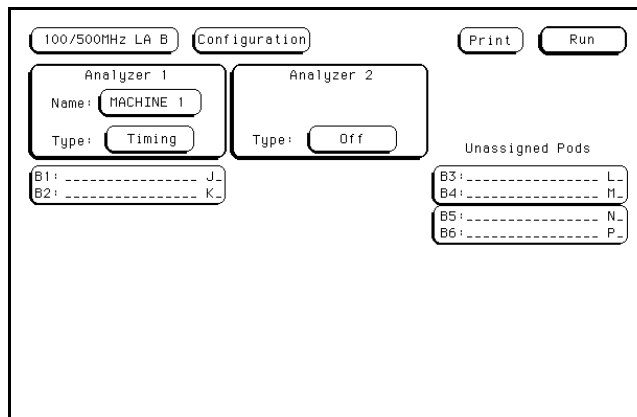 100/500MHz LA B Configuration Print Run
Analyzer 1
Name: MACHINE 1
Type: Timing
Analyzer 2
Type: Off
Unassigned Pods
B1: ________________ J_
B2: ________________ K_
B3: ________________ L_
B4: ________________ M_
B5: ________________ N_
B6: ________________ P_